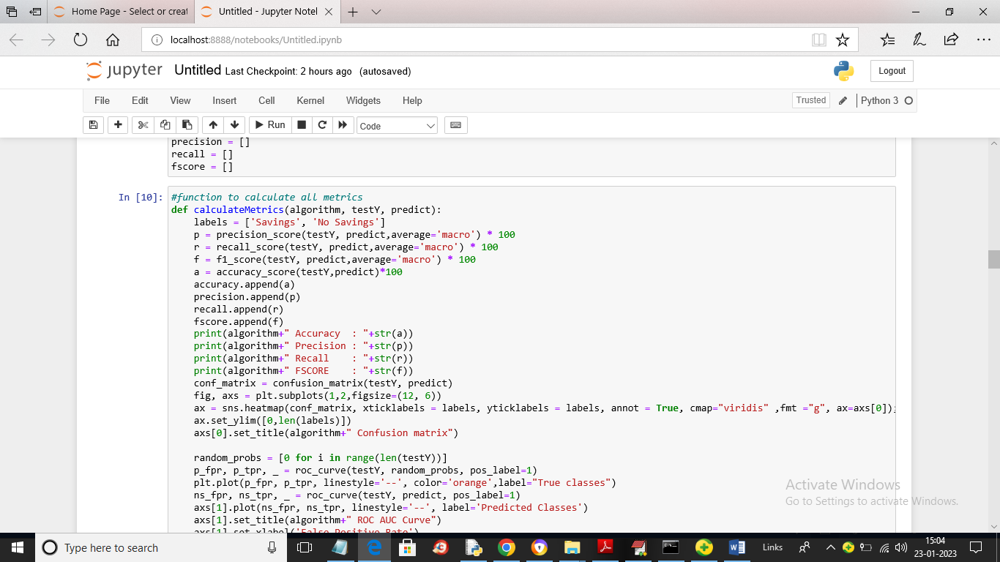 Home Page - Select or creat
Untitled - Jupyter Notel
localhost:8888/notebooks/Untitled.ipynb
jupyter Untitled Last Checkpoint: 2 hours ago (autosaved)
Logout
File Edit View Insert Cell Kernel Widgets Help
Trusted
Python 3
Run
Code
precision = []
recall = []
fscore = []
In [10]:
#function to calculate all metrics
def calculateMetrics(algorithm, testY, predict):
    labels = ['Savings', 'No Savings']
    p = precision_score(testY, predict,average='macro') * 100
    r = recall_score(testY, predict,average='macro') * 100
    f = f1_score(testY, predict,average='macro') * 100
    a = accuracy_score(testY,predict)*100
    accuracy.append(a)
    precision.append(p)
    recall.append(r)
    fscore.append(f)
    print(algorithm+" Accuracy  : "+str(a))
    print(algorithm+" Precision : "+str(p))
    print(algorithm+" Recall    : "+str(r))
    print(algorithm+" FSCORE    : "+str(f))
    conf_matrix = confusion_matrix(testY, predict)
    fig, axs = plt.subplots(1,2,figsize=(12, 6))
    ax = sns.heatmap(conf_matrix, xticklabels = labels, yticklabels = labels, annot = True, cmap="viridis" ,fmt ="g", ax=axs[0]);
    ax.set_ylim([0,len(labels)])
    axs[0].set_title(algorithm+" Confusion matrix")
    random_probs = [0 for i in range(len(testY))]
    p_fpr, p_tpr, _ = roc_curve(testY, random_probs, pos_label=1)
    plt.plot(p_fpr, p_tpr, linestyle='--', color='orange',label="True classes")
    ns_fpr, ns_tpr, _ = roc_curve(testY, predict, pos_label=1)
    axs[1].plot(ns_fpr, ns_tpr, linestyle='--', label='Predicted Classes')
    axs[1].set_title(algorithm+" ROC AUC Curve")
    axs[1].set_xlabel('False Positive Rate')
Activate Windows
Go to Settings to activate Windows.
Type here to search
Links
15:04
23-01-2023